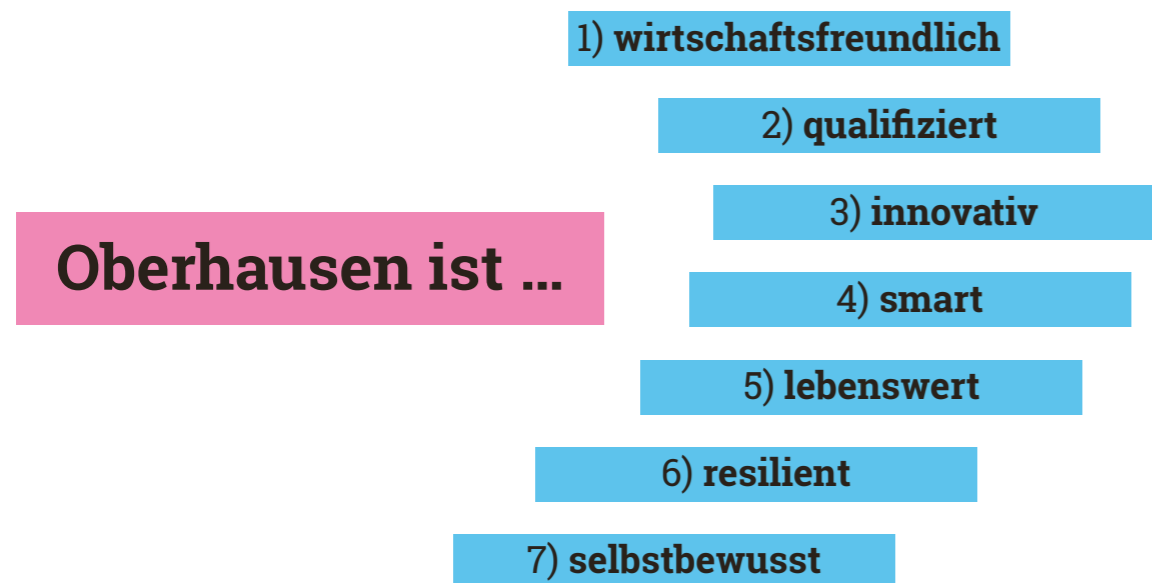 Oberhausen ist ...
1) wirtschaftsfreundlich
2) qualifiziert
3) innovativ
4) smart
5) lebenswert
6) resilient
7) selbstbewusst